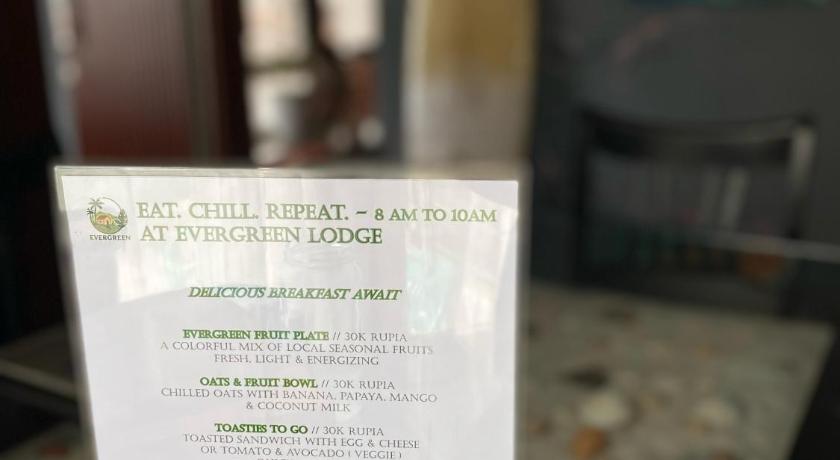 EAT. CHILL. REPEAT. ~ 8 AM TO 10AM
AT EVERGREEN LODGE
EVERGREEN
DELICIOUS BREAKFAST AWAIT
EVERGREEN FRUIT PLATE // 30K RUPIA
A COLORFUL MIX OF LOCAL SEASONAL FRUITS
FRESH, LIGHT & ENERGIZING
OATS & FRUIT BOWL // 30K RUPIA
CHILLED OATS WITH BANANA, PAPAYA, MANGO
& COCONUT MILK
TOASTIES TO GO // 30K RUPIA
TOASTED SANDWICH WITH EGG & CHEESE
OR TOMATO & AVOCADO ( VEGGIE )